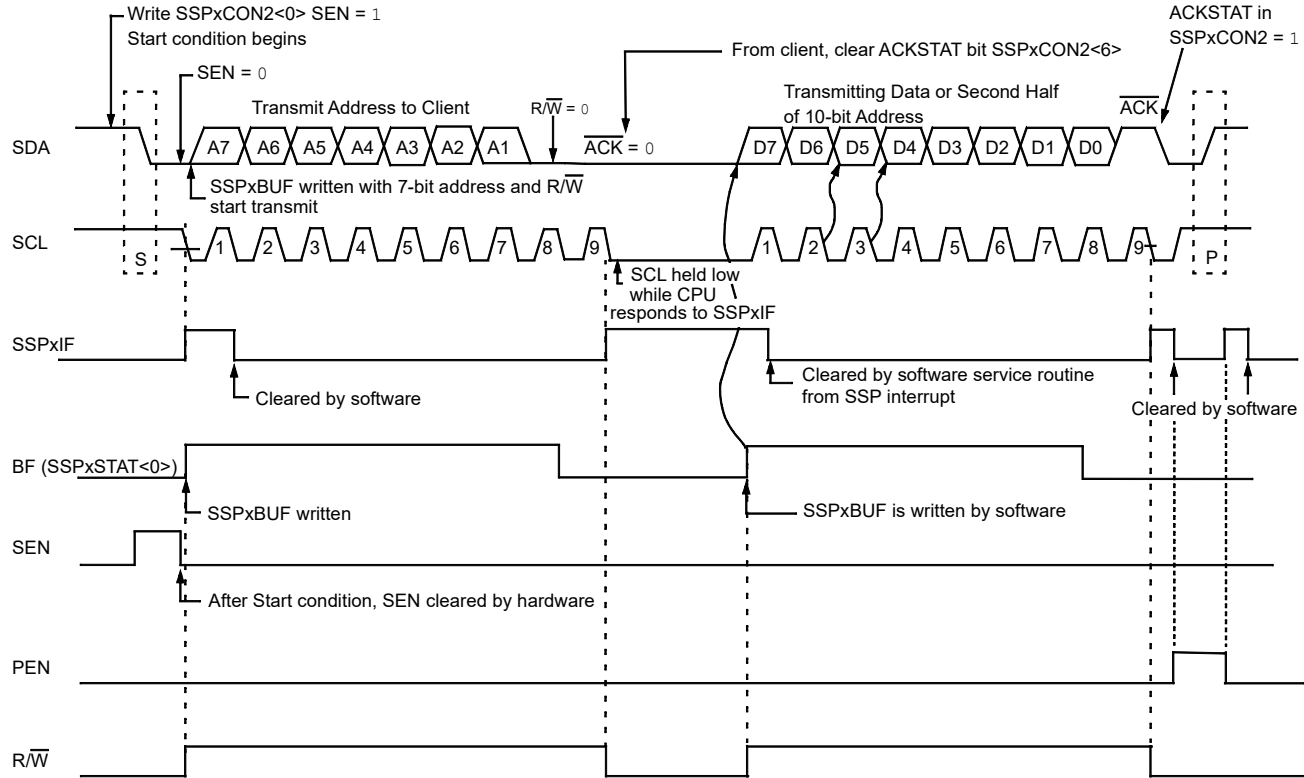 Write SSPxCON2<0> SEN = 1
Start condition begins
SEN = 0
Transmit Address to Client
R/W = 0
From client, clear ACKSTAT bit SSPxCON2<6>
ACKSTAT in
SSPxCON2 = 1
Transmitting Data or Second Half
of 10-bit Address
ACK
SDA
A7 A6 A5 A4 A3 A2 A1
ACK = 0
D7 D6 D5 D4 D3 D2 D1 D0
SSPxBUF written with 7-bit address and R/W
start transmit
SCL
S
1 2 3 4 5 6 7 8 9
1 2 3 4 5 6 7 8 9
P
SCL held low
while CPU
responds to SSPxIF
SSPxIF
Cleared by software
Cleared by software service routine
from SSP interrupt
Cleared by software
BF (SSPxSTAT<0>)
SSPxBUF written
SSPxBUF is written by software
SEN
After Start condition, SEN cleared by hardware
PEN
R/W